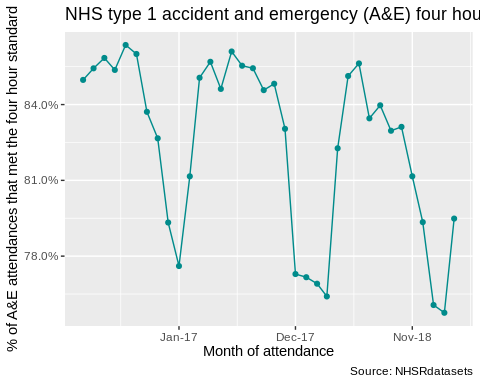 NHS type 1 accident and emergency (A&E) four hou
% of A&E attendances that met the four hour standard
84.0%
81.0%
78.0%
Jan-17
Dec-17
Nov-18
Month of attendance
Source: NHSRdatasets